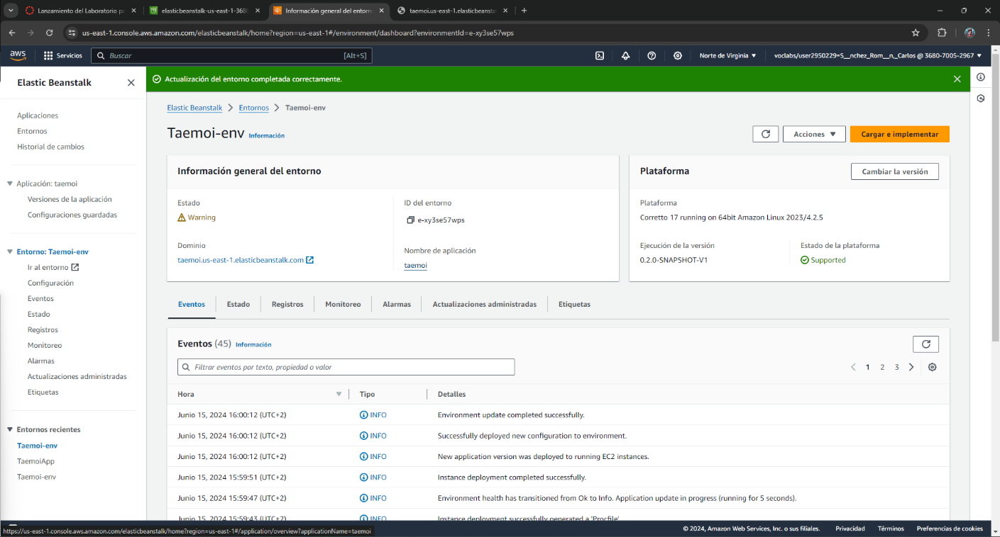 Lanzamiento del Laboratorio pa
elasticbeanstalk-us-east-1-3680
Información general del entorno
taemoi.us-east-1.elasticbeansta
us-east-1.console.aws.amazon.com/elasticbeanstalk/home?region=us-east-1#/environment/dashboard?environmentId=e-xy3se57wps
aws
Servicios
Buscar
[Alt+S]
Norte de Virginia
voclabs/user2950229=S__nchez_Rom__n,_Carlos @ 3680-7005-2967
Elastic Beanstalk
Aplicaciones
Entornos
Historial de cambios
Aplicación: taemoi
Versiones de la aplicación
Configuraciones guardadas
Entorno: Taemoi-env
Ir al entorno
Configuración
Eventos
Estado
Registros
Monitoreo
Alarmas
Actualizaciones administradas
Etiquetas
Entornos recientes
Taemoi-env
TaemoiApp
Taemoi-env
Actualización del entorno completada correctamente.
Elastic Beanstalk
Entornos
Taemoi-env
Taemoi-env Información
Acciones
Cargar e implementar
Información general del entorno
Estado
Warning
Dominio
taemoi.us-east-1.elasticbeanstalk.com
ID del entorno
e-xy3se57wps
Nombre de aplicación
taemoi
Plataforma
Cambiar la versión
Plataforma
Corretto 17 running on 64bit Amazon Linux 2023/4.2.5
Ejecución de la versión
0.2.0-SNAPSHOT-V1
Estado de la plataforma
Supported
Eventos
Estado
Registros
Monitoreo
Alarmas
Actualizaciones administradas
Etiquetas
Eventos (45) Información
Filtrar eventos por texto, propiedad o valor
1 2 3
Hora Tipo Detalles
Junio 15, 2024 16:00:12 (UTC+2) INFO Environment update completed successfully.
Junio 15, 2024 16:00:12 (UTC+2) INFO Successfully deployed new configuration to environment.
Junio 15, 2024 16:00:12 (UTC+2) INFO New application version was deployed to running EC2 instances.
Junio 15, 2024 15:59:51 (UTC+2) INFO Instance deployment completed successfully.
Junio 15, 2024 15:59:47 (UTC+2) INFO Environment health has transitioned from Ok to Info. Application update in progress (running for 5 seconds).
Junio 15, 2024 15:59:43 (UTC+2) INFO Instance deployment successfully generated a 'Procfile'.
https://us-east-1.console.aws.amazon.com/elasticbeanstalk/home?region=us-east-1#/application/overview?applicationName=taemoi
© 2024, Amazon Web Services, Inc. o sus filiales.
Privacidad
Términos
Preferencias de cookies